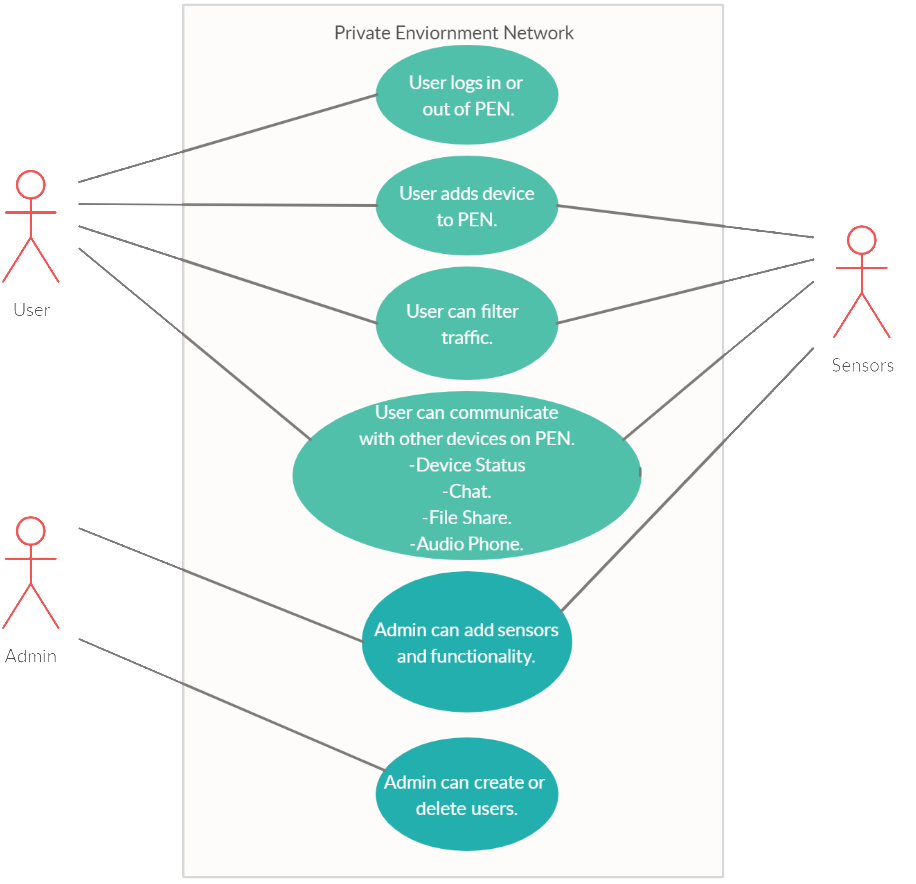 Private Enviornment Network
User logs in or
out of PEN.
User adds device
to PEN.
User can filter
traffic.
User
Sensors
User can communicate
with other devices on PEN.
-Device Status
-Chat.
-File Share.
-Audio Phone.
Admin can add sensors
and functionality.
Admin
Admin can create or
delete users.